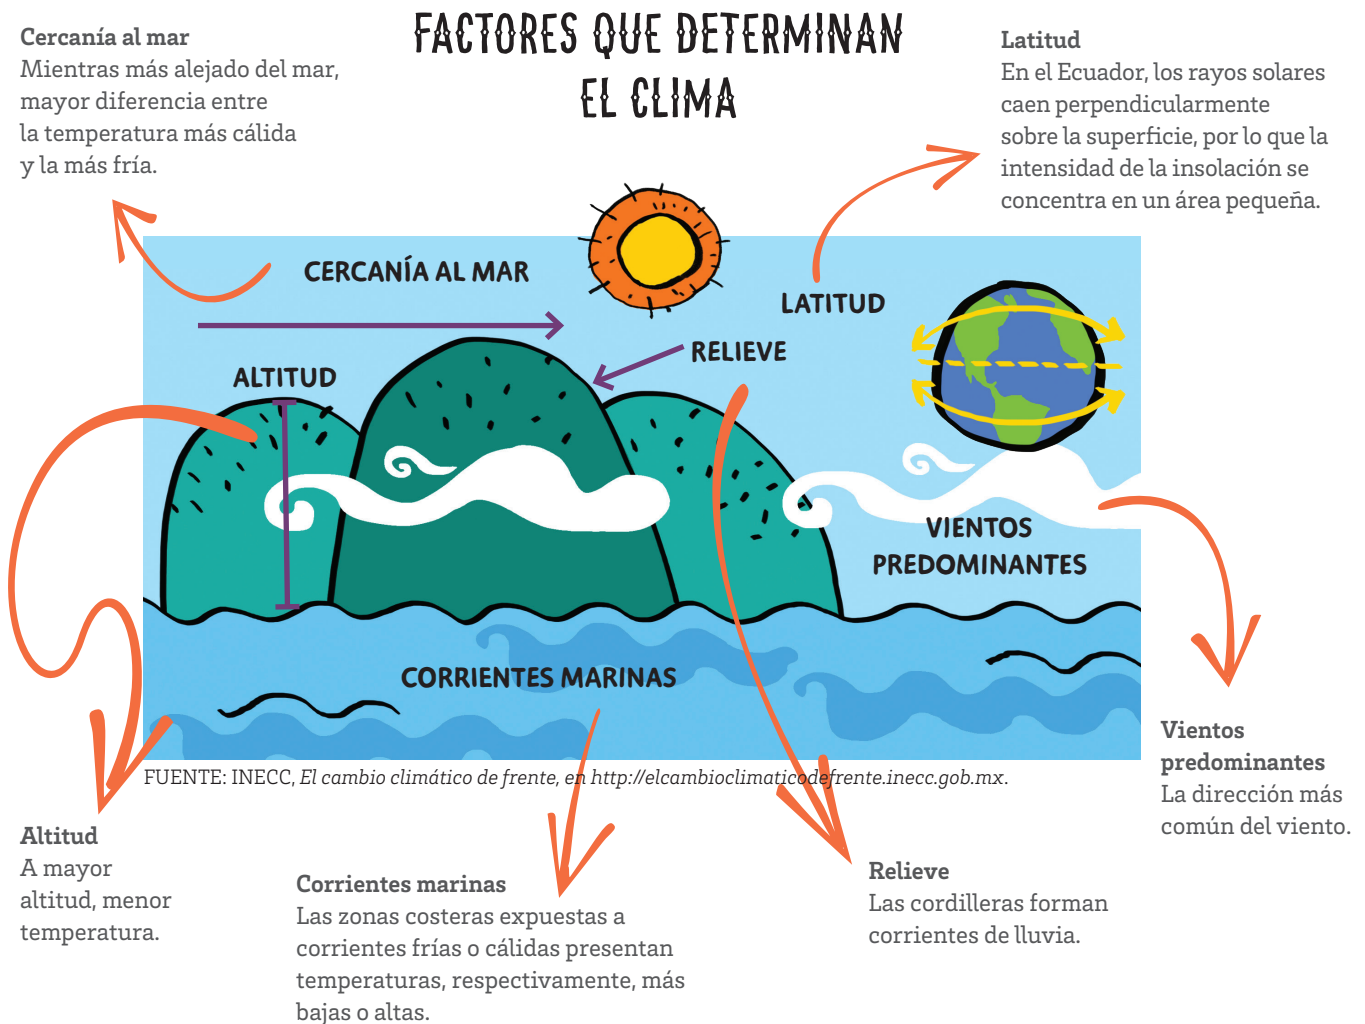 FACTORES QUE DETERMINAN
EL CLIMA
Cercanía al mar
Mientras más alejado del mar,
mayor diferencia entre
la temperatura más cálida
y la más fría.
Latitud
En el Ecuador, los rayos solares
caen perpendicularmente
sobre la superficie, por lo que la
intensidad de la insolación se
concentra en un área pequeña.
CERCANÍA AL MAR
LATITUD
RELIEVE
ALTITUD
VIENTOS
PREDOMINANTES
CORRIENTES MARINAS
FUENTE: INECC, El cambio climático de frente, en http://elcambioclimaticodefrente.inecc.gob.mx.
Vientos
predominantes
La dirección más
común del viento.
Altitud
A mayor
altitud, menor
temperatura.
Corrientes marinas
Las zonas costeras expuestas a
corrientes frías o cálidas presentan
temperaturas, respectivamente, más
bajas o altas.
Relieve
Las cordilleras forman
corrientes de lluvia.